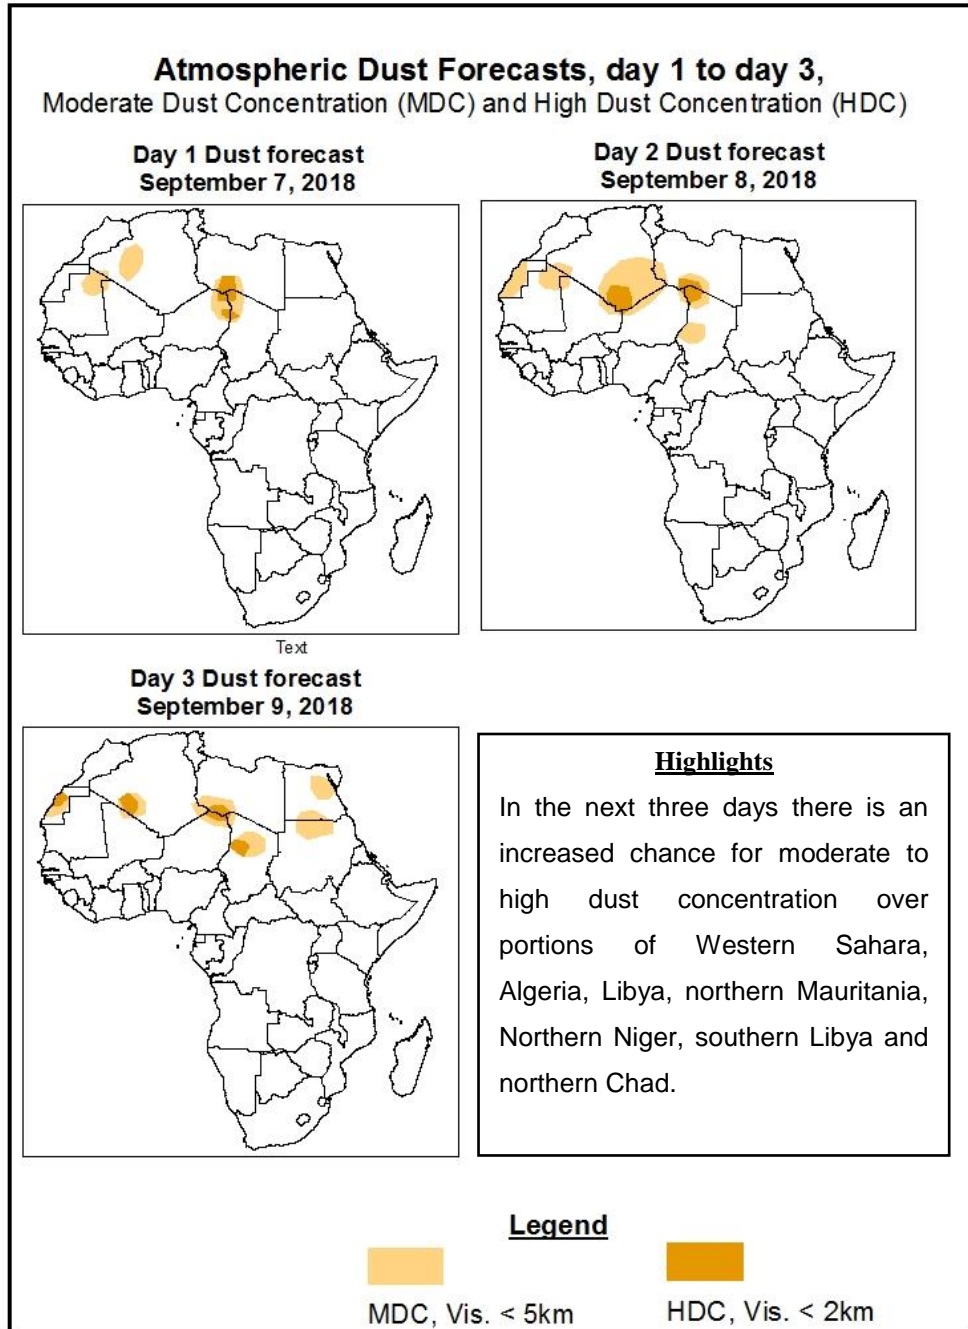 Atmospheric Dust Forecasts, day 1 to day 3,
Moderate Dust Concentration (MDC) and High Dust Concentration (HDC)
Day 1 Dust forecast
September 7, 2018
Day 2 Dust forecast
September 8, 2018
Text
Day 3 Dust forecast
September 9, 2018
Highlights
In the next three days there is an
increased chance for moderate to
high dust concentration over
portions of Western Sahara,
Algeria, Libya, northern Mauritania,
Northern Niger, southern Libya and
northern Chad.
Legend
MDC, Vis. < 5km
HDC, Vis. < 2km